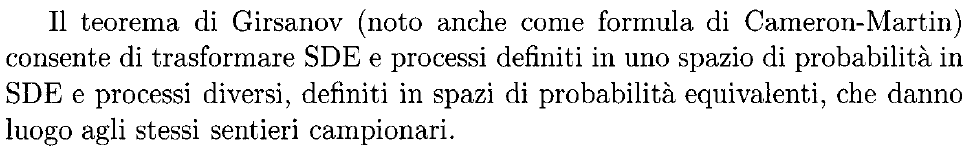 Il teorema di Girsanov (noto anche come formula di Cameron-Martin)
consente di trasformare SDE e processi definiti in uno spazio di probabilità in
SDE e processi diversi, definiti in spazi di probabilità equivalenti, che danno
luogo agli stessi sentieri campionari.